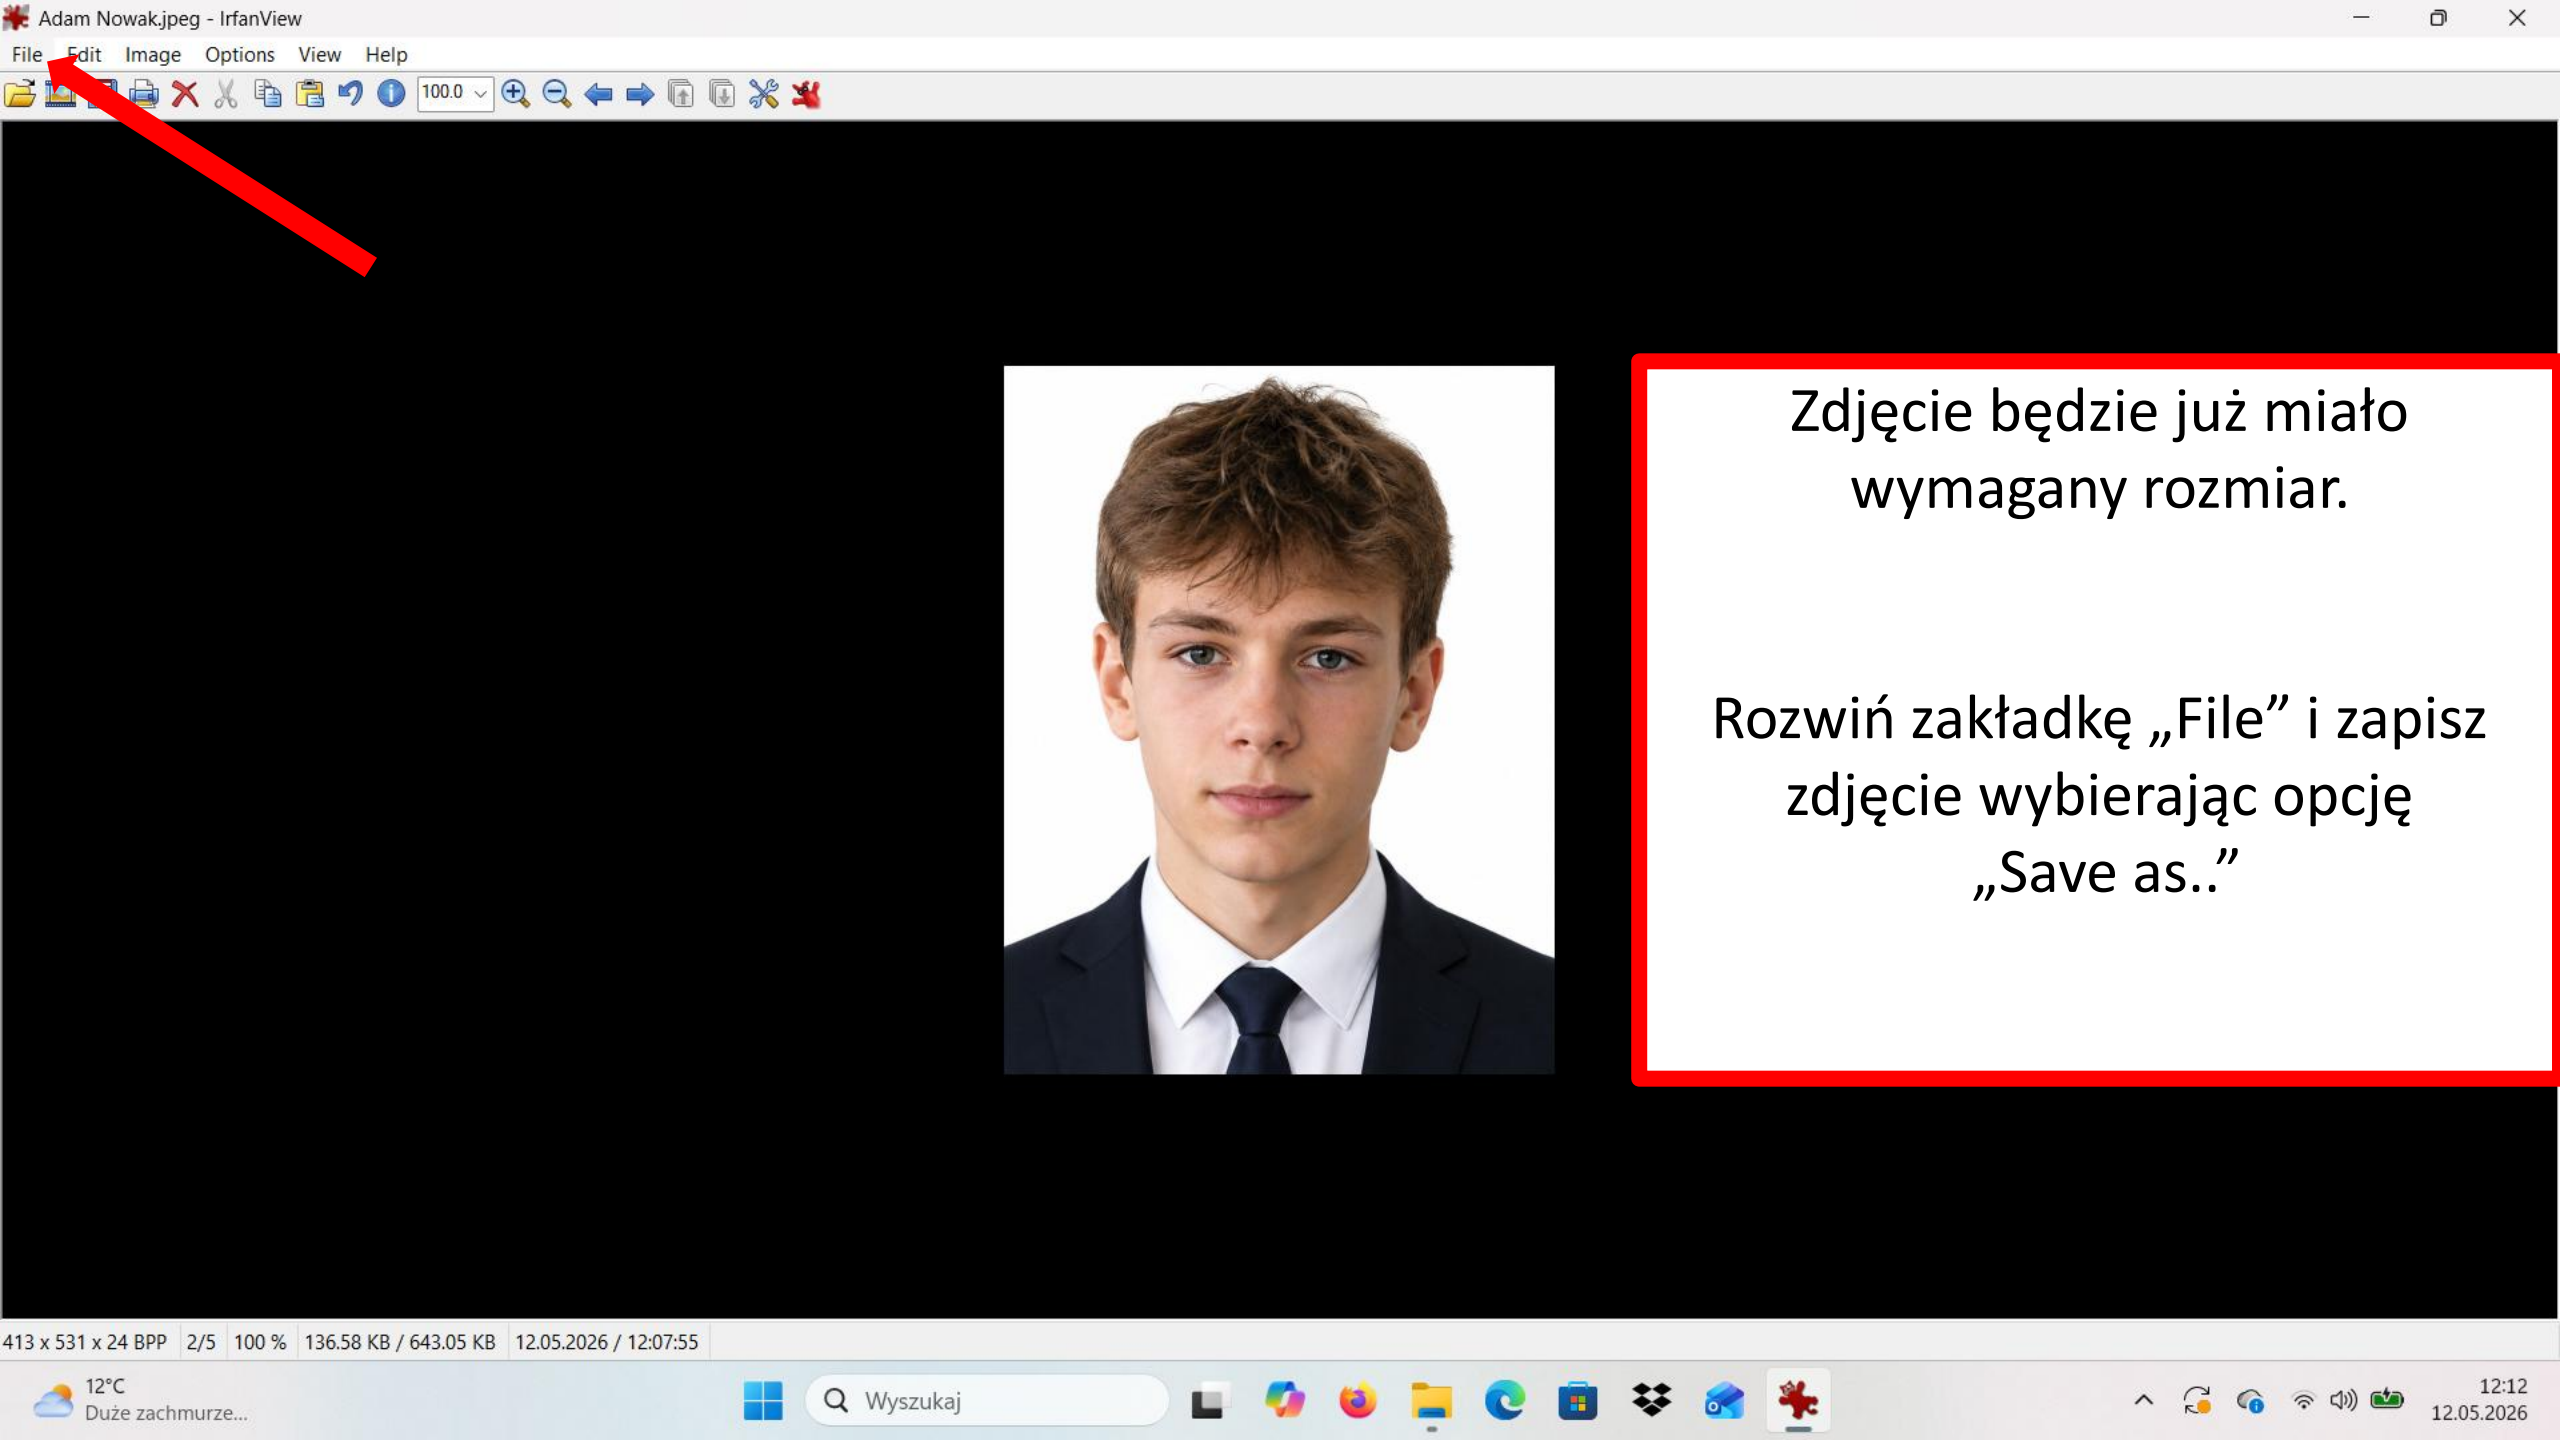 Adam Nowak.jpeg - IrfanView
File Edit Image Options View Help
100.0
Zdjęcie będzie już miało
wymagany rozmiar.
Rozwiń zakładkę „File” i zapisz
zdjęcie wybierając opcję
„Save as..”
413 x 531 x 24 BPP 2/5 100 % 136.58 KB / 643.05 KB 12.05.2026 / 12:07:55
12°C
Duże zachmurze...
Wyszukaj
12:12
12.05.2026